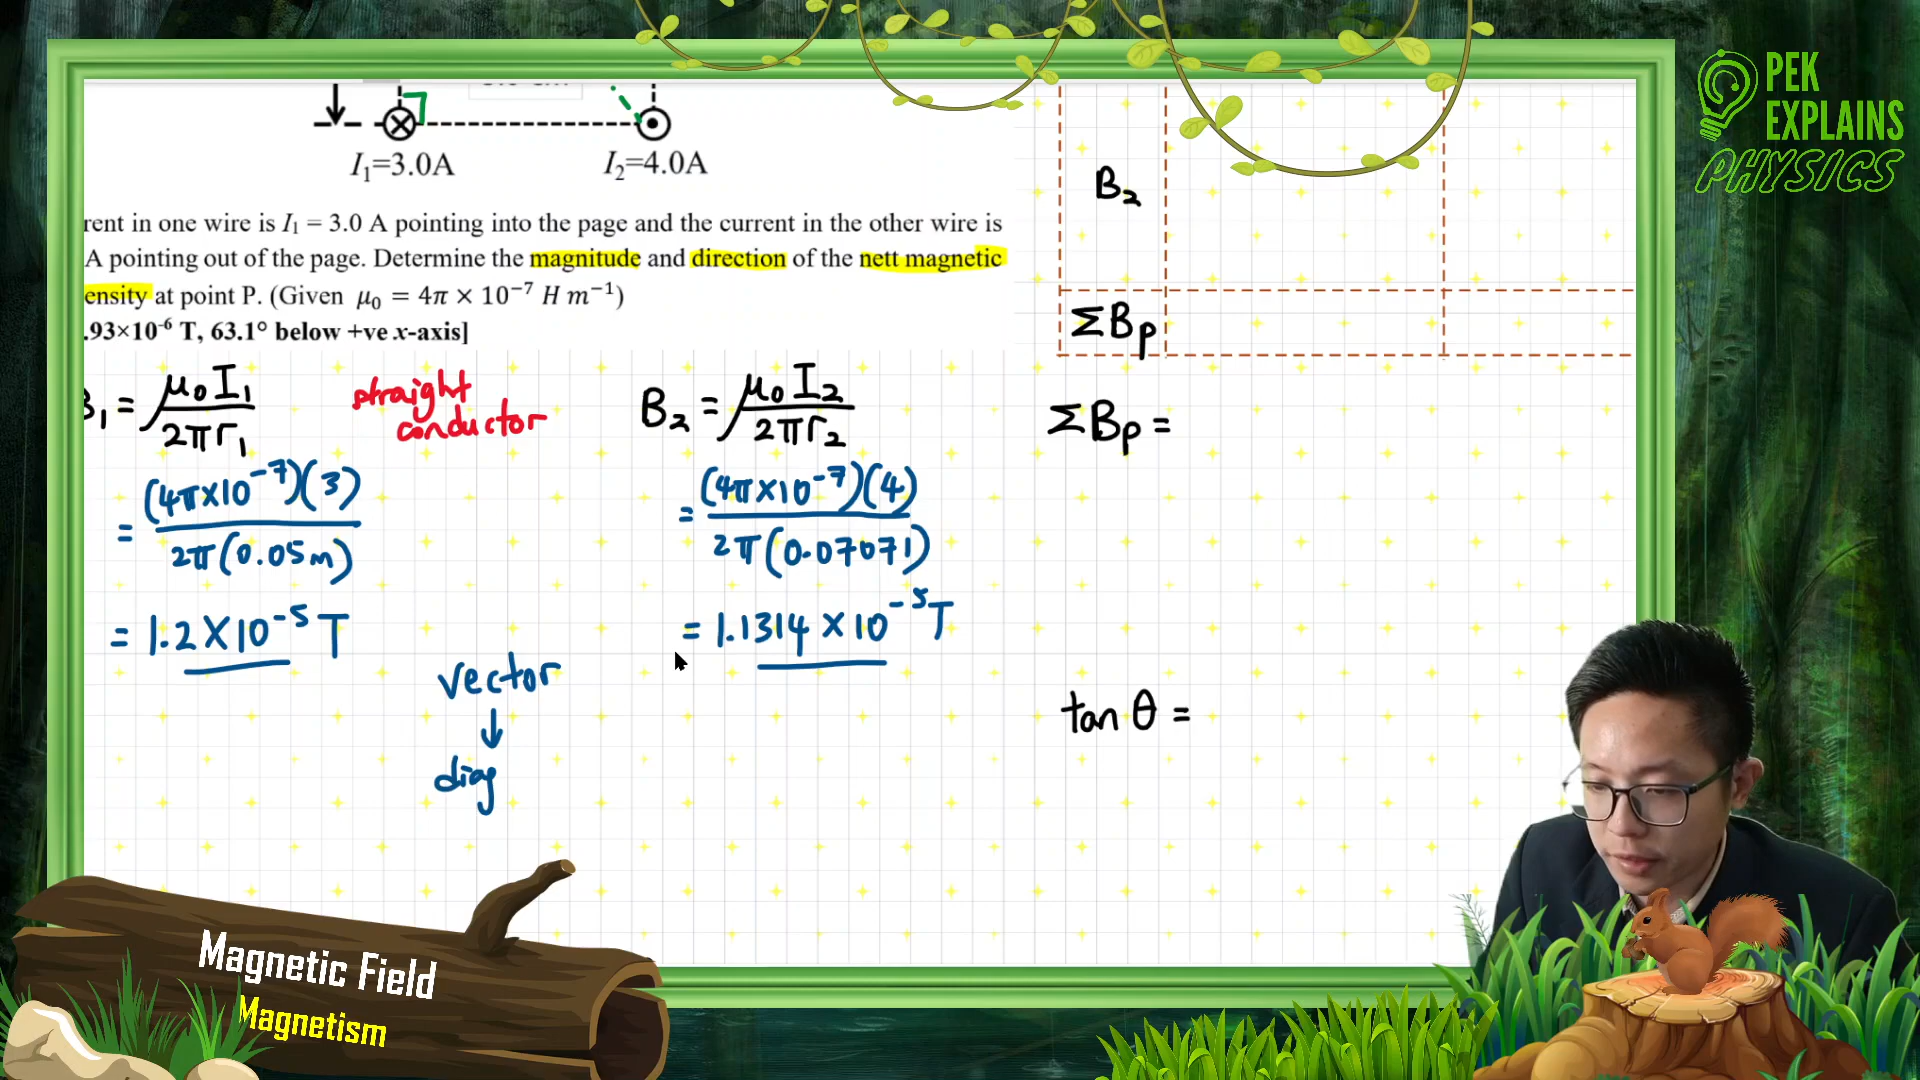 I₁=3.0A
I₂=4.0A
rent in one wire is I₁ = 3.0 A pointing into the page and the current in the other wire is
A pointing out of the page. Determine the magnitude and direction of the nett magnetic
ensity at point P. (Given μ₀ = 4π × 10⁻⁷ H m⁻¹)
.93×10⁻⁶ T, 63.1° below +ve x-axis]
B₁ = μ₀I₁ / 2πr₁
straight
conductor
= (4π×10⁻⁷)(3) / 2π(0.05m)
= 1.2×10⁻⁵ T
vector
↓
diag
B₂ = μ₀I₂ / 2πr₂
= (4π×10⁻⁷)(4) / 2π(0.07071)
= 1.1314×10⁻⁵ T
B₂
ΣBp
ΣBp =
tan θ =
PEK
EXPLAINS
PHYSICS
Magnetic Field
Magnetism